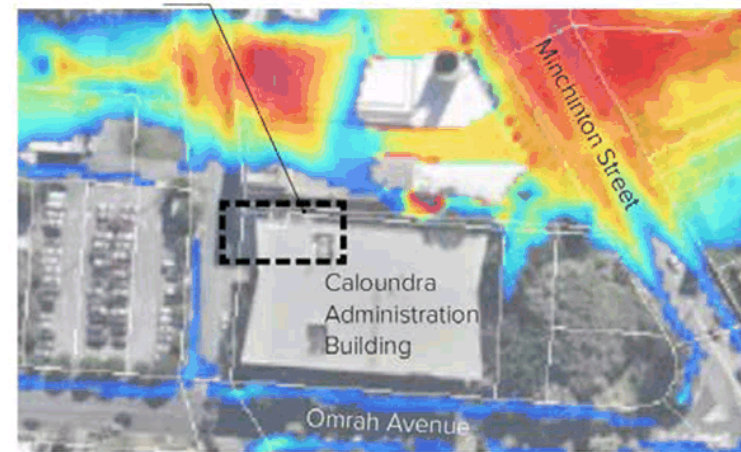 Minchinton Street
Caloundra
Administration
Building
Omrah Avenue